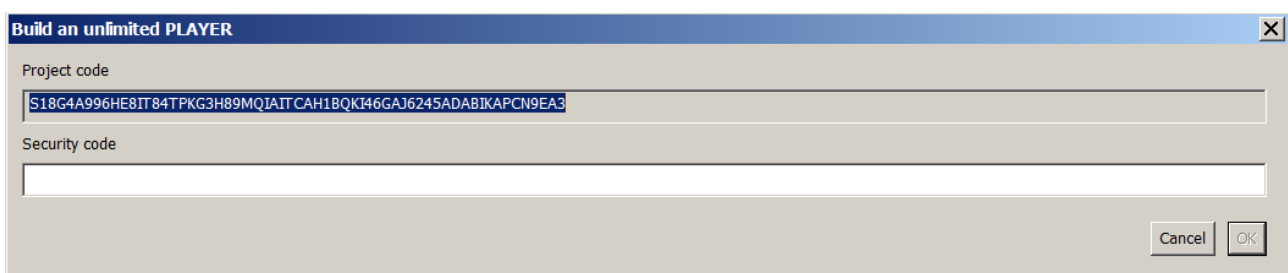 Build an unlimited PLAYER
Project code
S18G4A996HE8IT84TPKG3H89MQIAITCAH1BQKI46GAJ6245ADABIKAPCN9EA3
Security code
Cancel OK